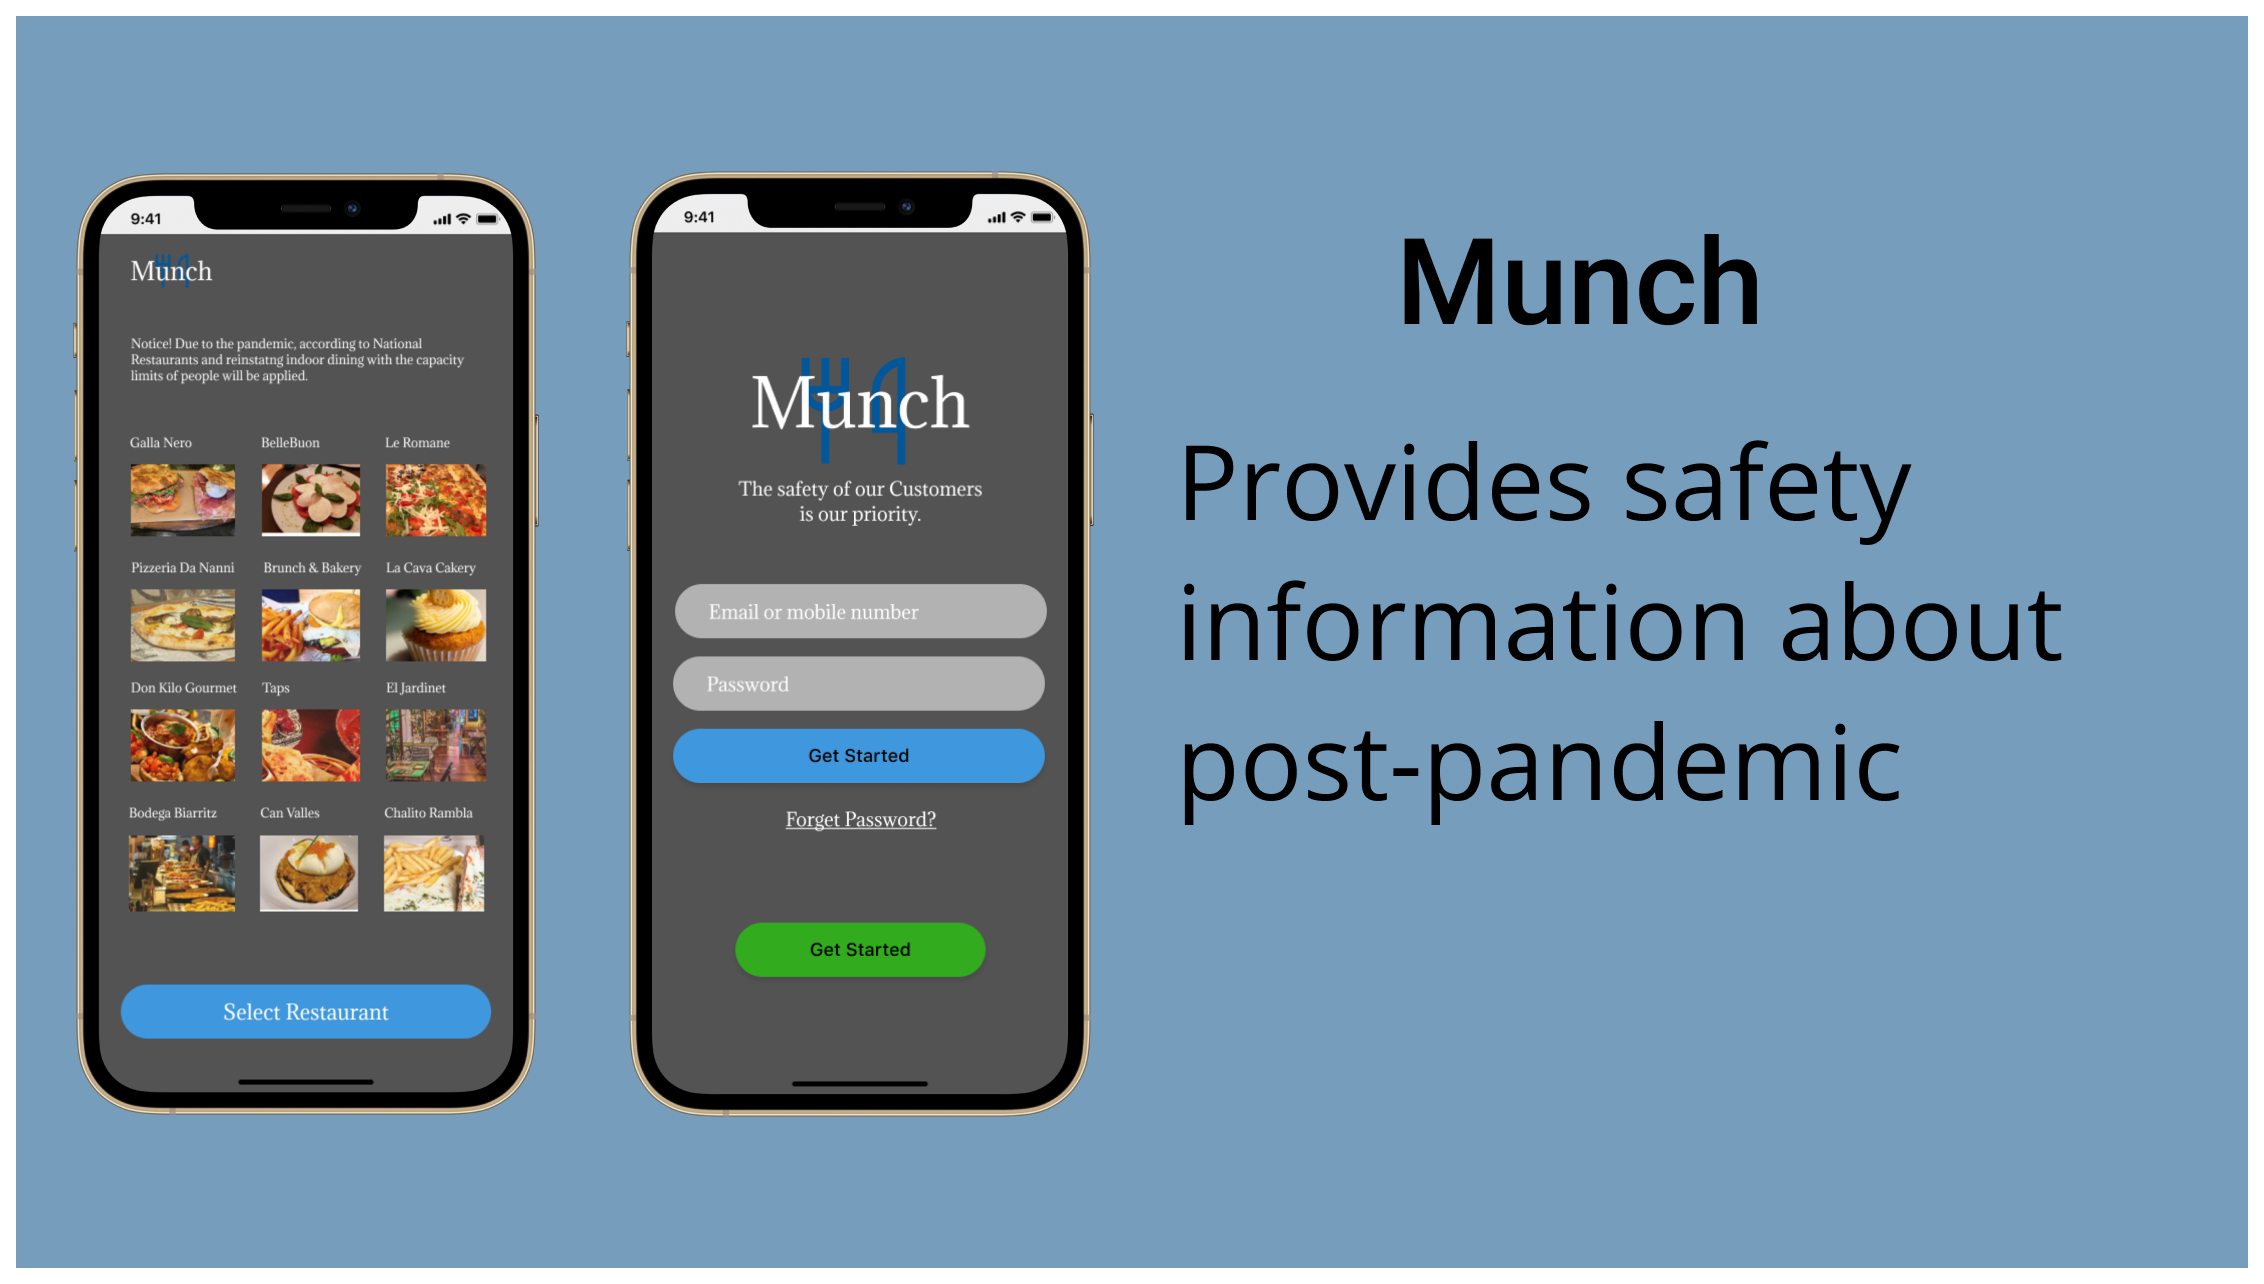 9:41
Munch
Notice! Due to the pandemic, according to National
Restaurants and reinstatng indoor dining with the capacity
limits of people will be applied.
Galla Nero BelleBuon Le Romane
Pizzeria Da Nanni Brunch & Bakery La Cava Cakery
Don Kilo Gourmet Taps El Jardinet
Bodega Biarritz Can Valles Chalito Rambla
Select Restaurant
9:41
Munch
The safety of our Customers
is our priority.
Email or mobile number
Password
Get Started
Forget Password?
Get Started
Munch
Provides safety
information about
post-pandemic